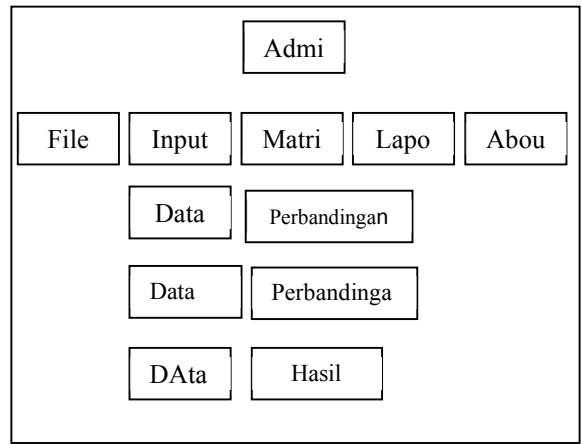 Admi
File Input Matri Lapo Abou
Data Perbandingan
Data Perbandinga
DAta Hasil